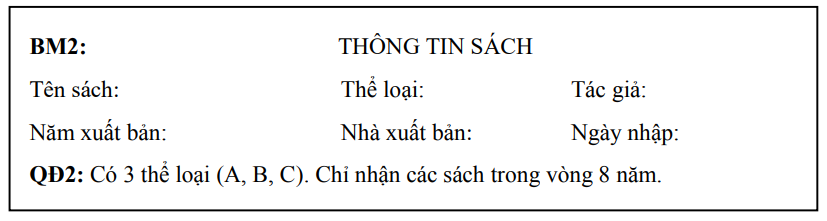 BM2: THÔNG TIN SÁCH
Tên sách: Thể loại: Tác giả:
Năm xuất bản: Nhà xuất bản: Ngày nhập:
QĐ2: Có 3 thể loại (A, B, C). Chỉ nhận các sách trong vòng 8 năm.